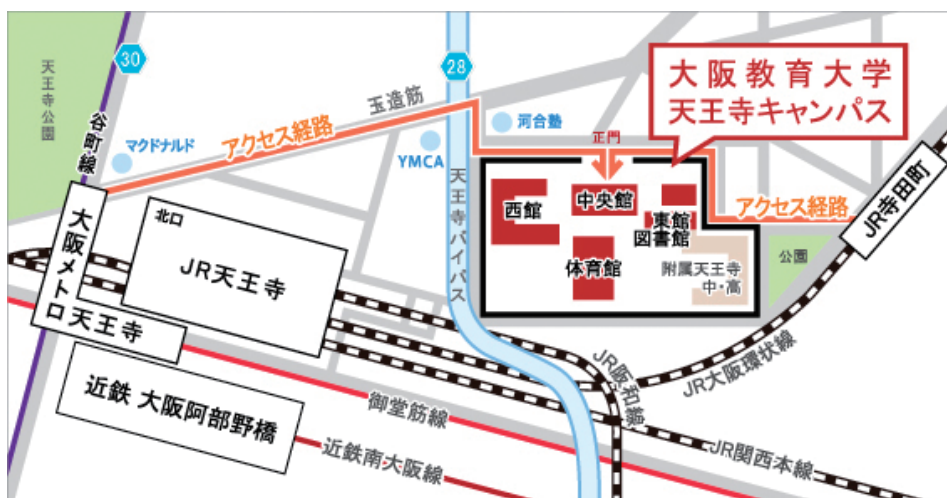 30
28
大阪教育大学
天王寺キャンパス
天王寺公園
谷町線
マクドナルド
アクセス経路
玉造筋
YMCA
河合塾
正門
天王寺バイパス
西館
中央館
東館
図書館
体育館
附属天王寺
中・高
アクセス経路
公園
JR寺田町
大阪メトロ天王寺
北口
JR天王寺
近鉄 大阪阿部野橋
御堂筋線
近鉄南大阪線
JR阪和線
JR大阪環状線
JR関西本線